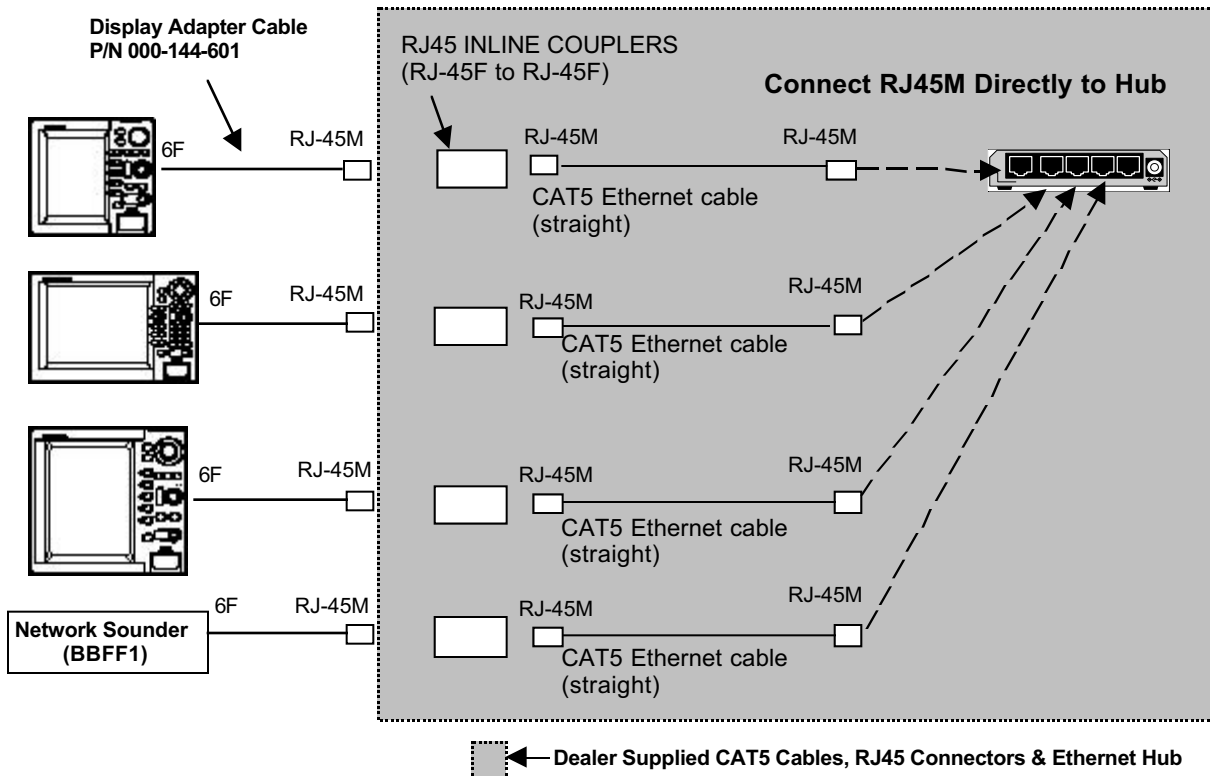 Display Adapter Cable
P/N 000-144-601
RJ45 INLINE COUPLERS
(RJ-45F to RJ-45F)
Connect RJ45M Directly to Hub
6F
RJ-45M
RJ-45M
RJ-45M
CAT5 Ethernet cable
(straight)
6F
RJ-45M
RJ-45M
RJ-45M
CAT5 Ethernet cable
(straight)
6F
RJ-45M
RJ-45M
RJ-45M
CAT5 Ethernet cable
(straight)
Network Sounder
(BBFF1)
6F
RJ-45M
RJ-45M
RJ-45M
CAT5 Ethernet cable
(straight)
Dealer Supplied CAT5 Cables, RJ45 Connectors & Ethernet Hub